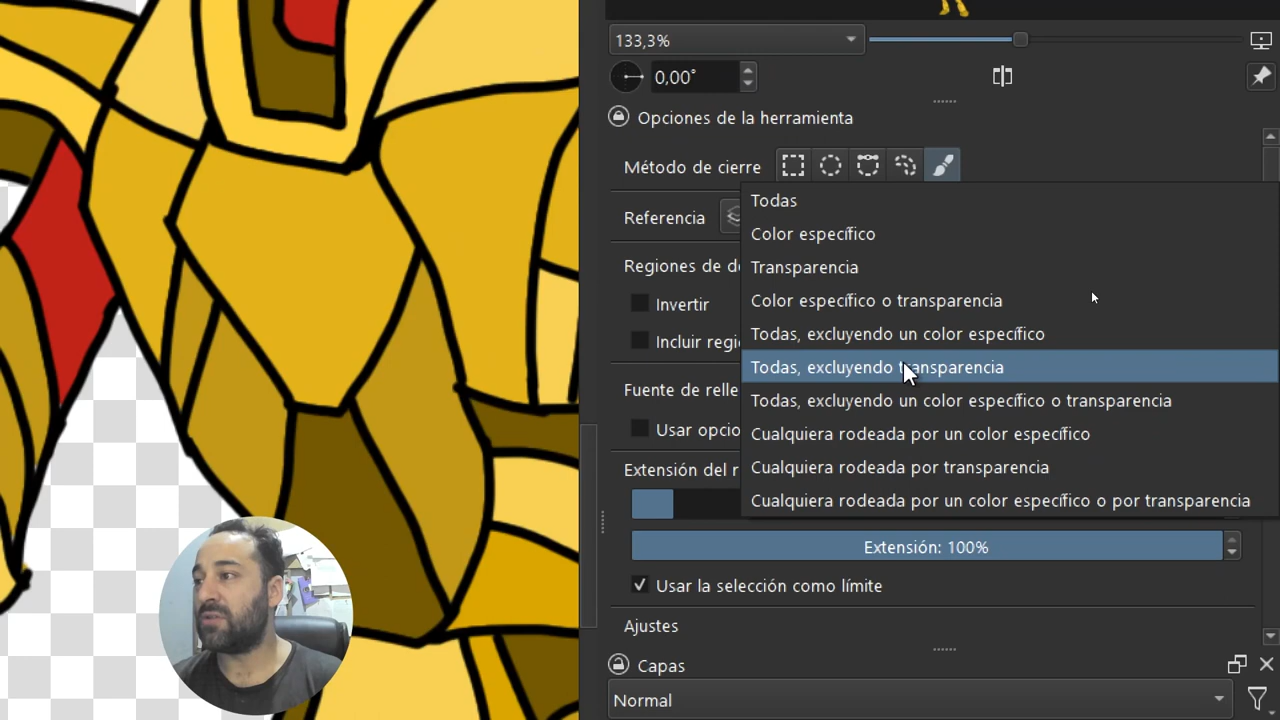 133,3%
0,00°
Opciones de la herramienta
Método de cierre
Todas
Referencia
Color específico
Regiones de d
Transparencia
Invertir
Color específico o transparencia
Incluir regi
Todas, excluyendo un color específico
Todas, excluyendo transparencia
Fuente de relle
Todas, excluyendo un color específico o transparencia
Usar opcio
Cualquiera rodeada por un color específico
Extensión del r
Cualquiera rodeada por transparencia
Cualquiera rodeada por un color específico o por transparencia
Extensión: 100%
Usar la selección como límite
Ajustes
Capas
Normal